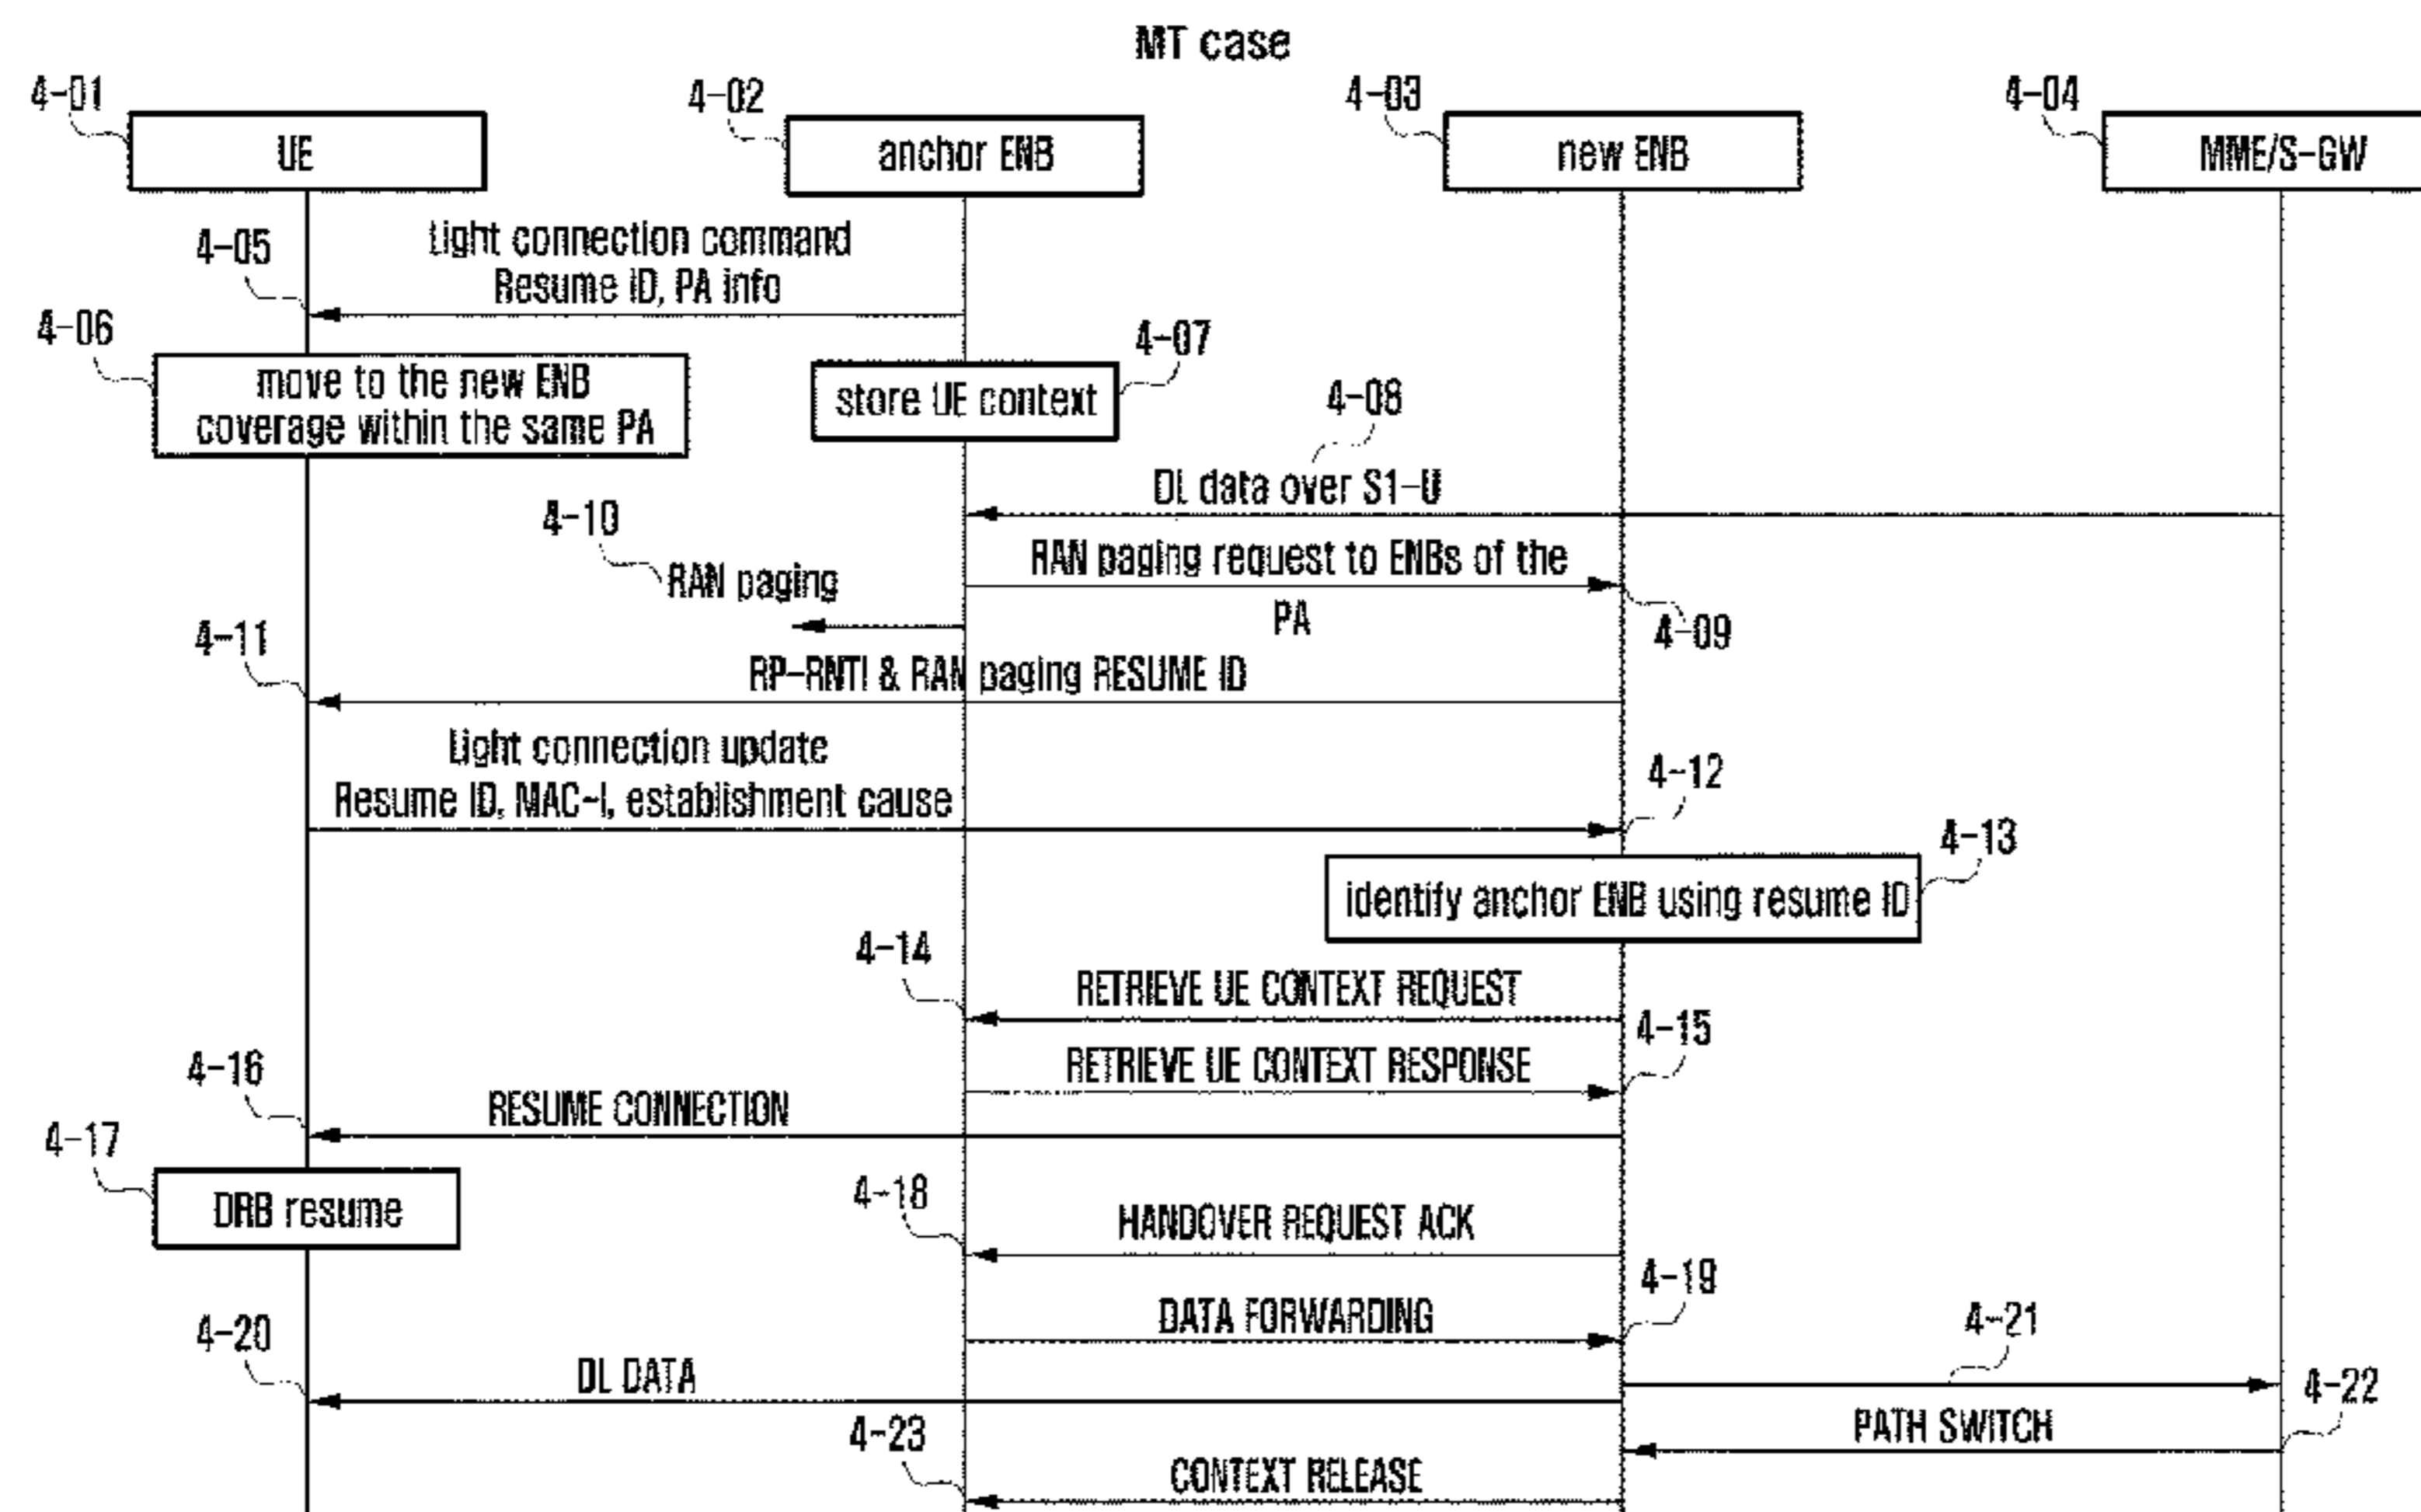 MT case
4-01
4-02
4-03
4-04
UE
anchor ENB
new ENB
MME/S-GW
4-05
Light connection command
Resume ID, PA info
4-06
move to the new ENB
coverage within the same PA
4-07
store UE context
4-08
DL data over S1-U
4-10
RAN paging
RAN paging request to ENBs of the
PA
4-09
4-11
RP-RNTI & RAN paging RESUME ID
Light connection update
Resume ID, MAC-I, establishment cause
4-12
4-13
identify anchor ENB using resume ID
4-14
RETRIEVE UE CONTEXT REQUEST
4-15
RETRIEVE UE CONTEXT RESPONSE
4-16
RESUME CONNECTION
4-17
DRB resume
4-18
HANDOVER REQUEST ACK
4-19
DATA FORWARDING
4-20
DL DATA
4-21
4-22
PATH SWITCH
4-23
CONTEXT RELEASE